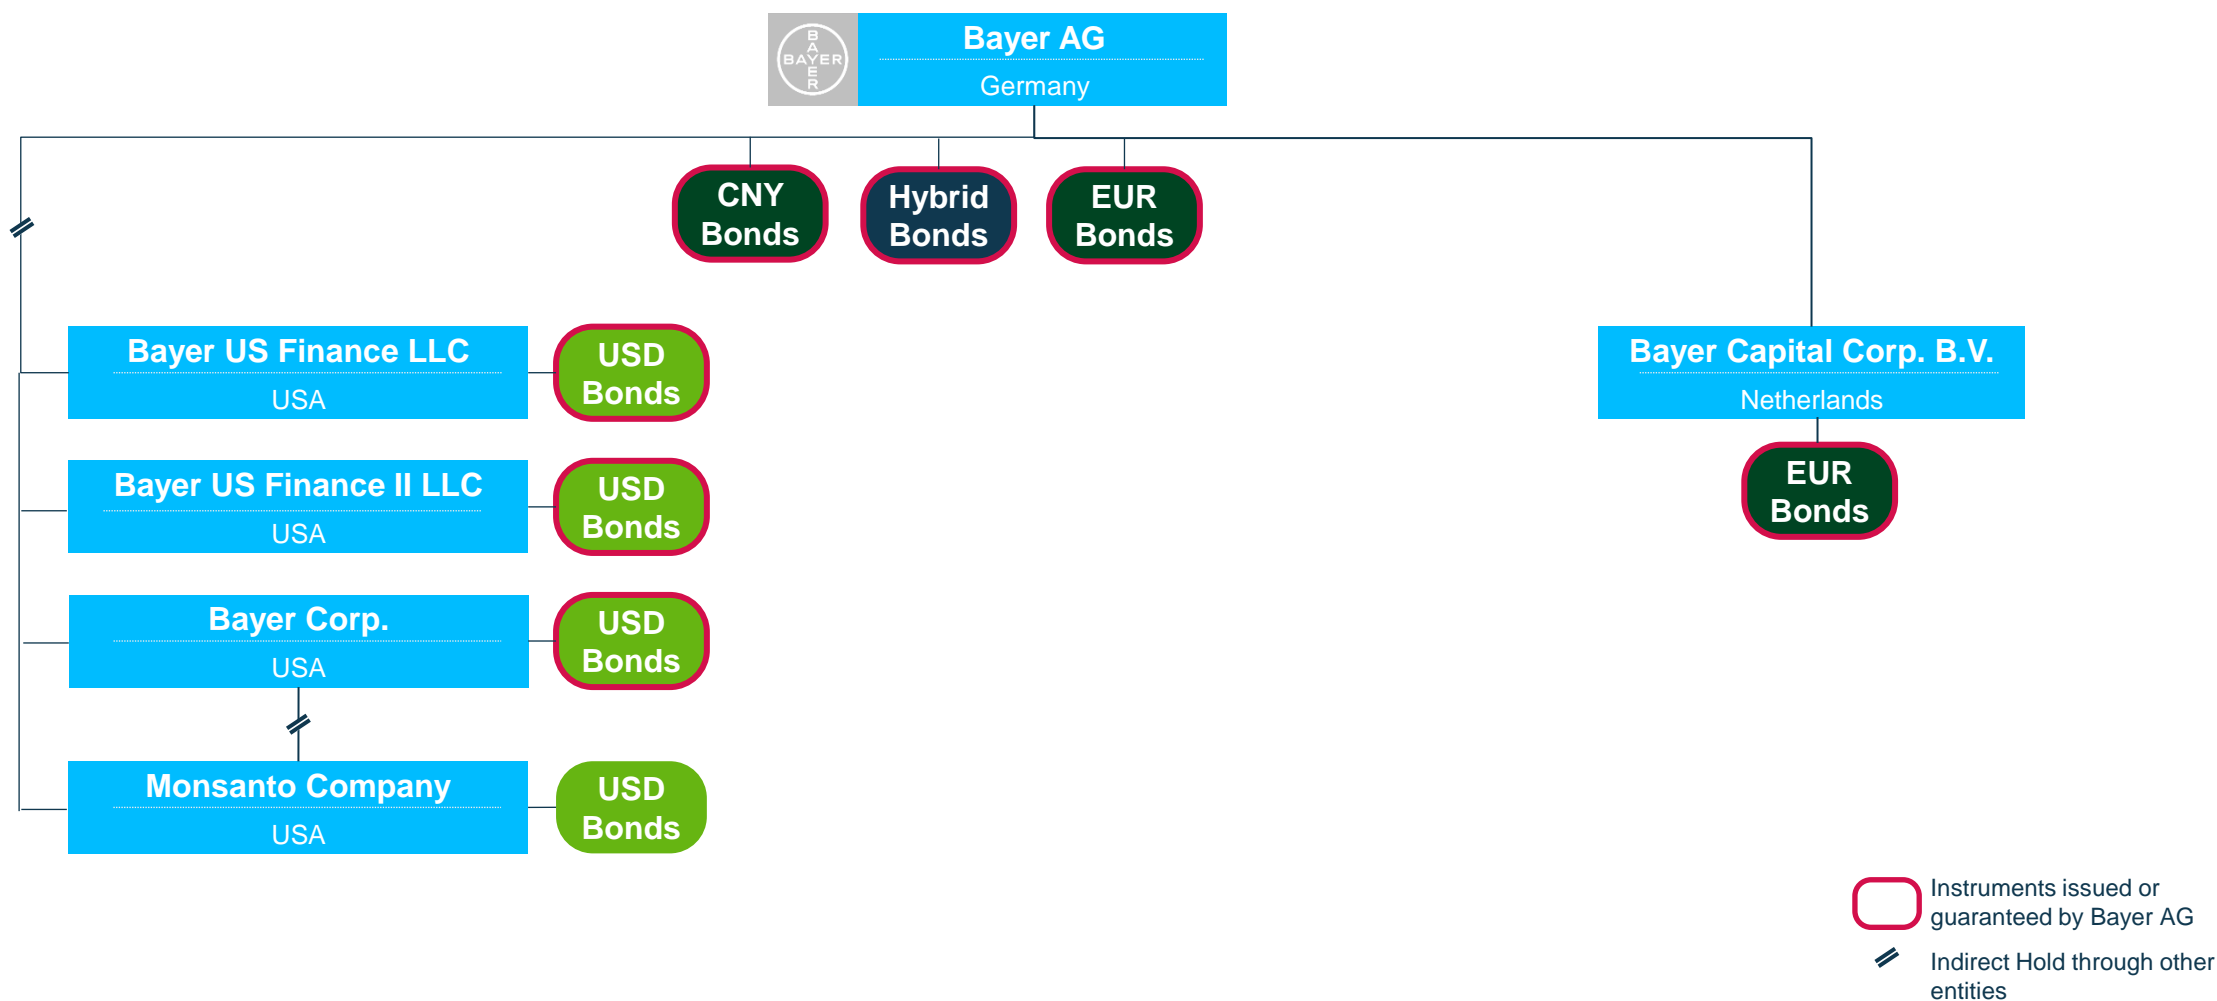 BAYER
BAYER
Bayer AG
Germany
CNY
Bonds
Hybrid
Bonds
EUR
Bonds
Bayer US Finance LLC
USA
USD
Bonds
Bayer Capital Corp. B.V.
Netherlands
EUR
Bonds
Bayer US Finance II LLC
USA
USD
Bonds
Bayer Corp.
USA
USD
Bonds
Monsanto Company
USA
USD
Bonds
Instruments issued or
guaranteed by Bayer AG
Indirect Hold through other
entities